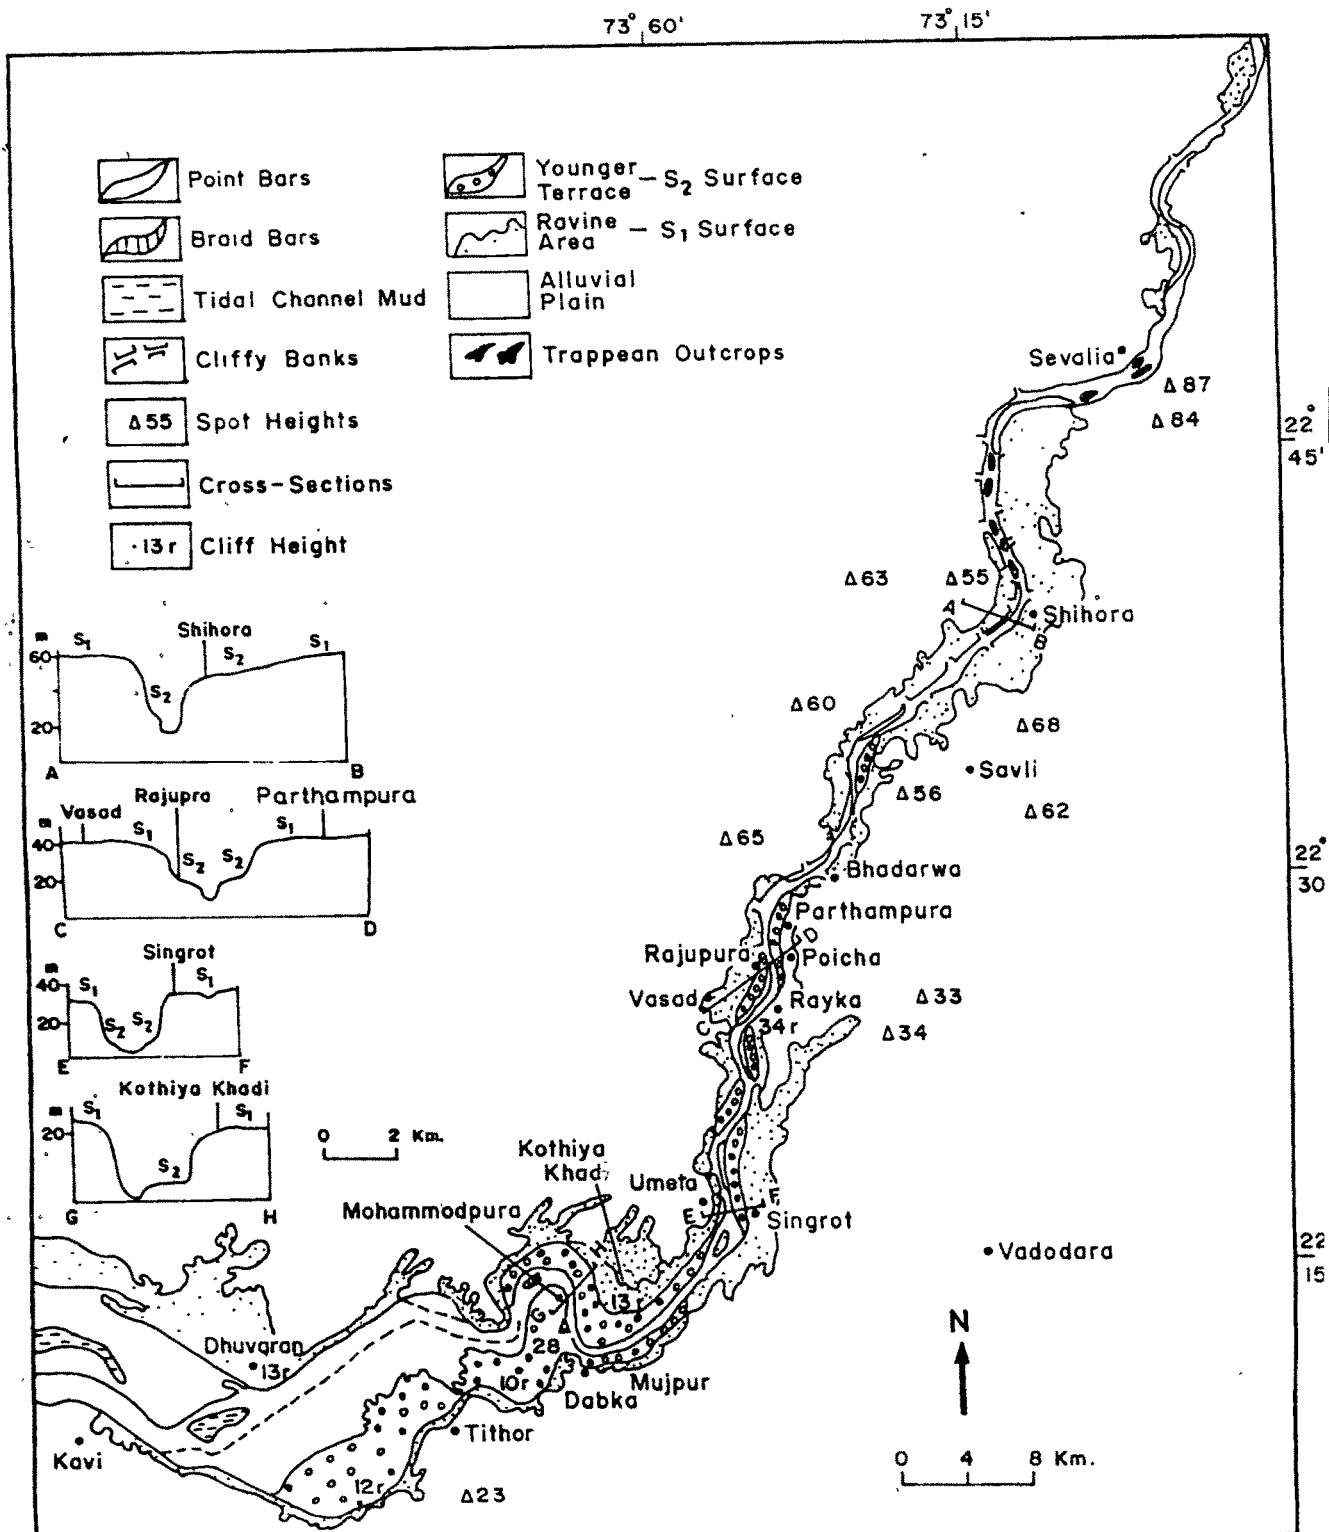 73° 60'
73° 15'
Point Bars
Braid Bars
Tidal Channel Mud
Cliffy Banks
Δ55 Spot Heights
Cross-Sections
·13r Cliff Height
Younger Terrace — S2 Surface
Ravine Area — S1 Surface
Alluvial Plain
Trappean Outcrops
Sevalia
Δ87
Δ84
22° 45'
Δ63
Δ55
A
Shihora
B
Δ60
Δ68
Savli
Δ56
Δ62
Δ65
22° 30
Bhadarwa
Parthampura
D
Rajupura
Poicha
Vasad
Rayka
Δ33
C
34r
Δ34
Kothiya Khadi
Umeta
F
E
Singrot
Mohammodpura
H
Vadodara
22 15
G
13r
Δ
28
Dhuvaran
13r
10r
Mujpur
Dabka
Tithor
Kavi
12r
Δ23
N
0 4 8 Km.
m
S1
Shihora
S2
S1
60
S2
20
A
B
Vasad
Rajupra
Parthampura
m
S1
S1
40
S2
S2
20
C
D
Singrot
m
40
S1
S1
S2
S2
20
E
F
Kothiya Khadi
m
S1
S1
20
S2
G
H
0 2 Km.